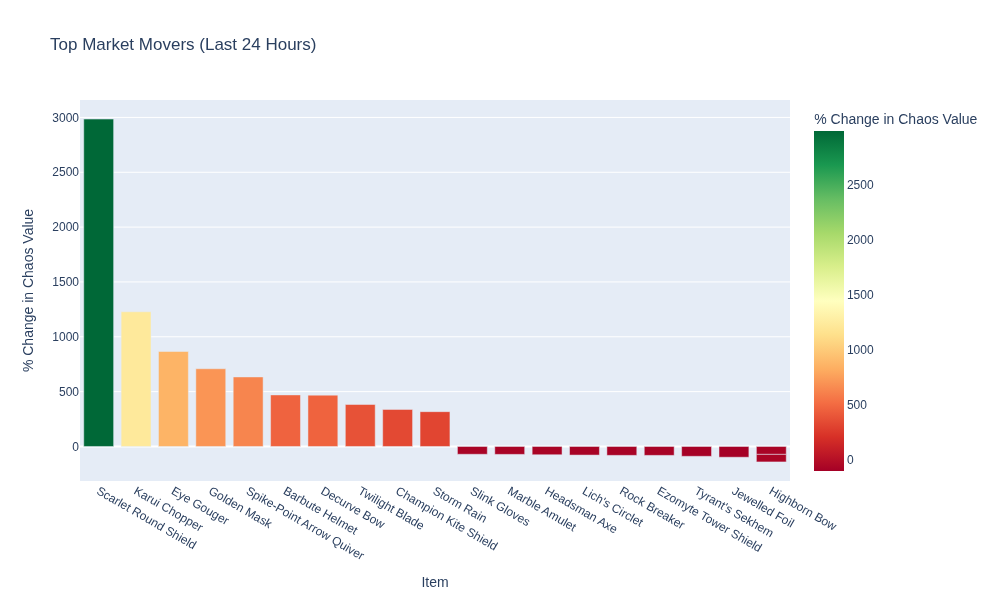 Top Market Movers (Last 24 Hours)
% Change in Chaos Value
3000
2500
2000
1500
1000
500
0
% Change in Chaos Value
2500
2000
1500
1000
500
0
Scarlet Round Shield
Karui Chopper
Eye Gouger
Golden Mask
Spike-Point Arrow Quiver
Barbute Helmet
Decurve Bow
Twilight Blade
Champion Kite Shield
Storm Rain
Slink Gloves
Marble Amulet
Headsman Axe
Lich's Circlet
Rock Breaker
Ezomyte Tower Shield
Tyrant's Sekhem
Jewelled Foil
Highborn Bow
Item